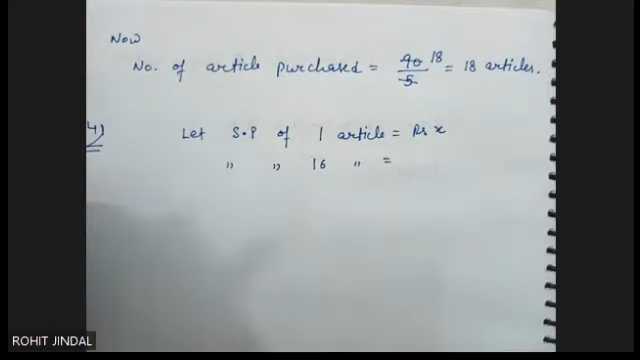 Now
No. of article purchased = 90/5 18 = 18 articles.
4) Let S.P of 1 article = Rs x
" " 16 " =
ROHIT JINDAL